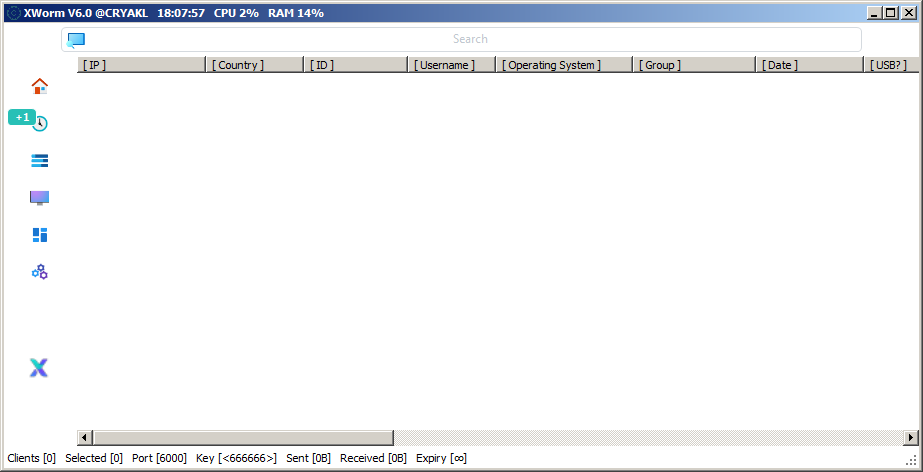 XWorm V6.0 @CRYAKL 18:07:57 CPU 2% RAM 14%
Search
[ IP ] [ Country ] [ ID ] [ Username ] [ Operating System ] [ Group ] [ Date ] [ USB? ]
+1
Clients [0] Selected [0] Port [6000] Key [<666666>] Sent [0B] Received [0B] Expiry [∞]